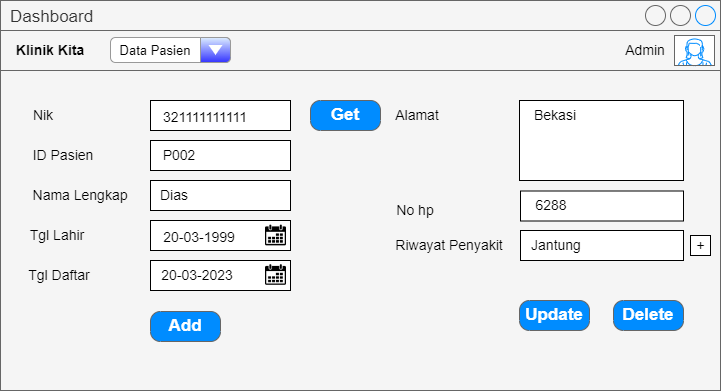 Dashboard
Klinik Kita Data Pasien Admin
Nik 321111111111 Get Alamat Bekasi
ID Pasien P002
Nama Lengkap Dias
No hp 6288
Tgl Lahir 20-03-1999
Riwayat Penyakit Jantung +
Tgl Daftar 20-03-2023
Add Update Delete